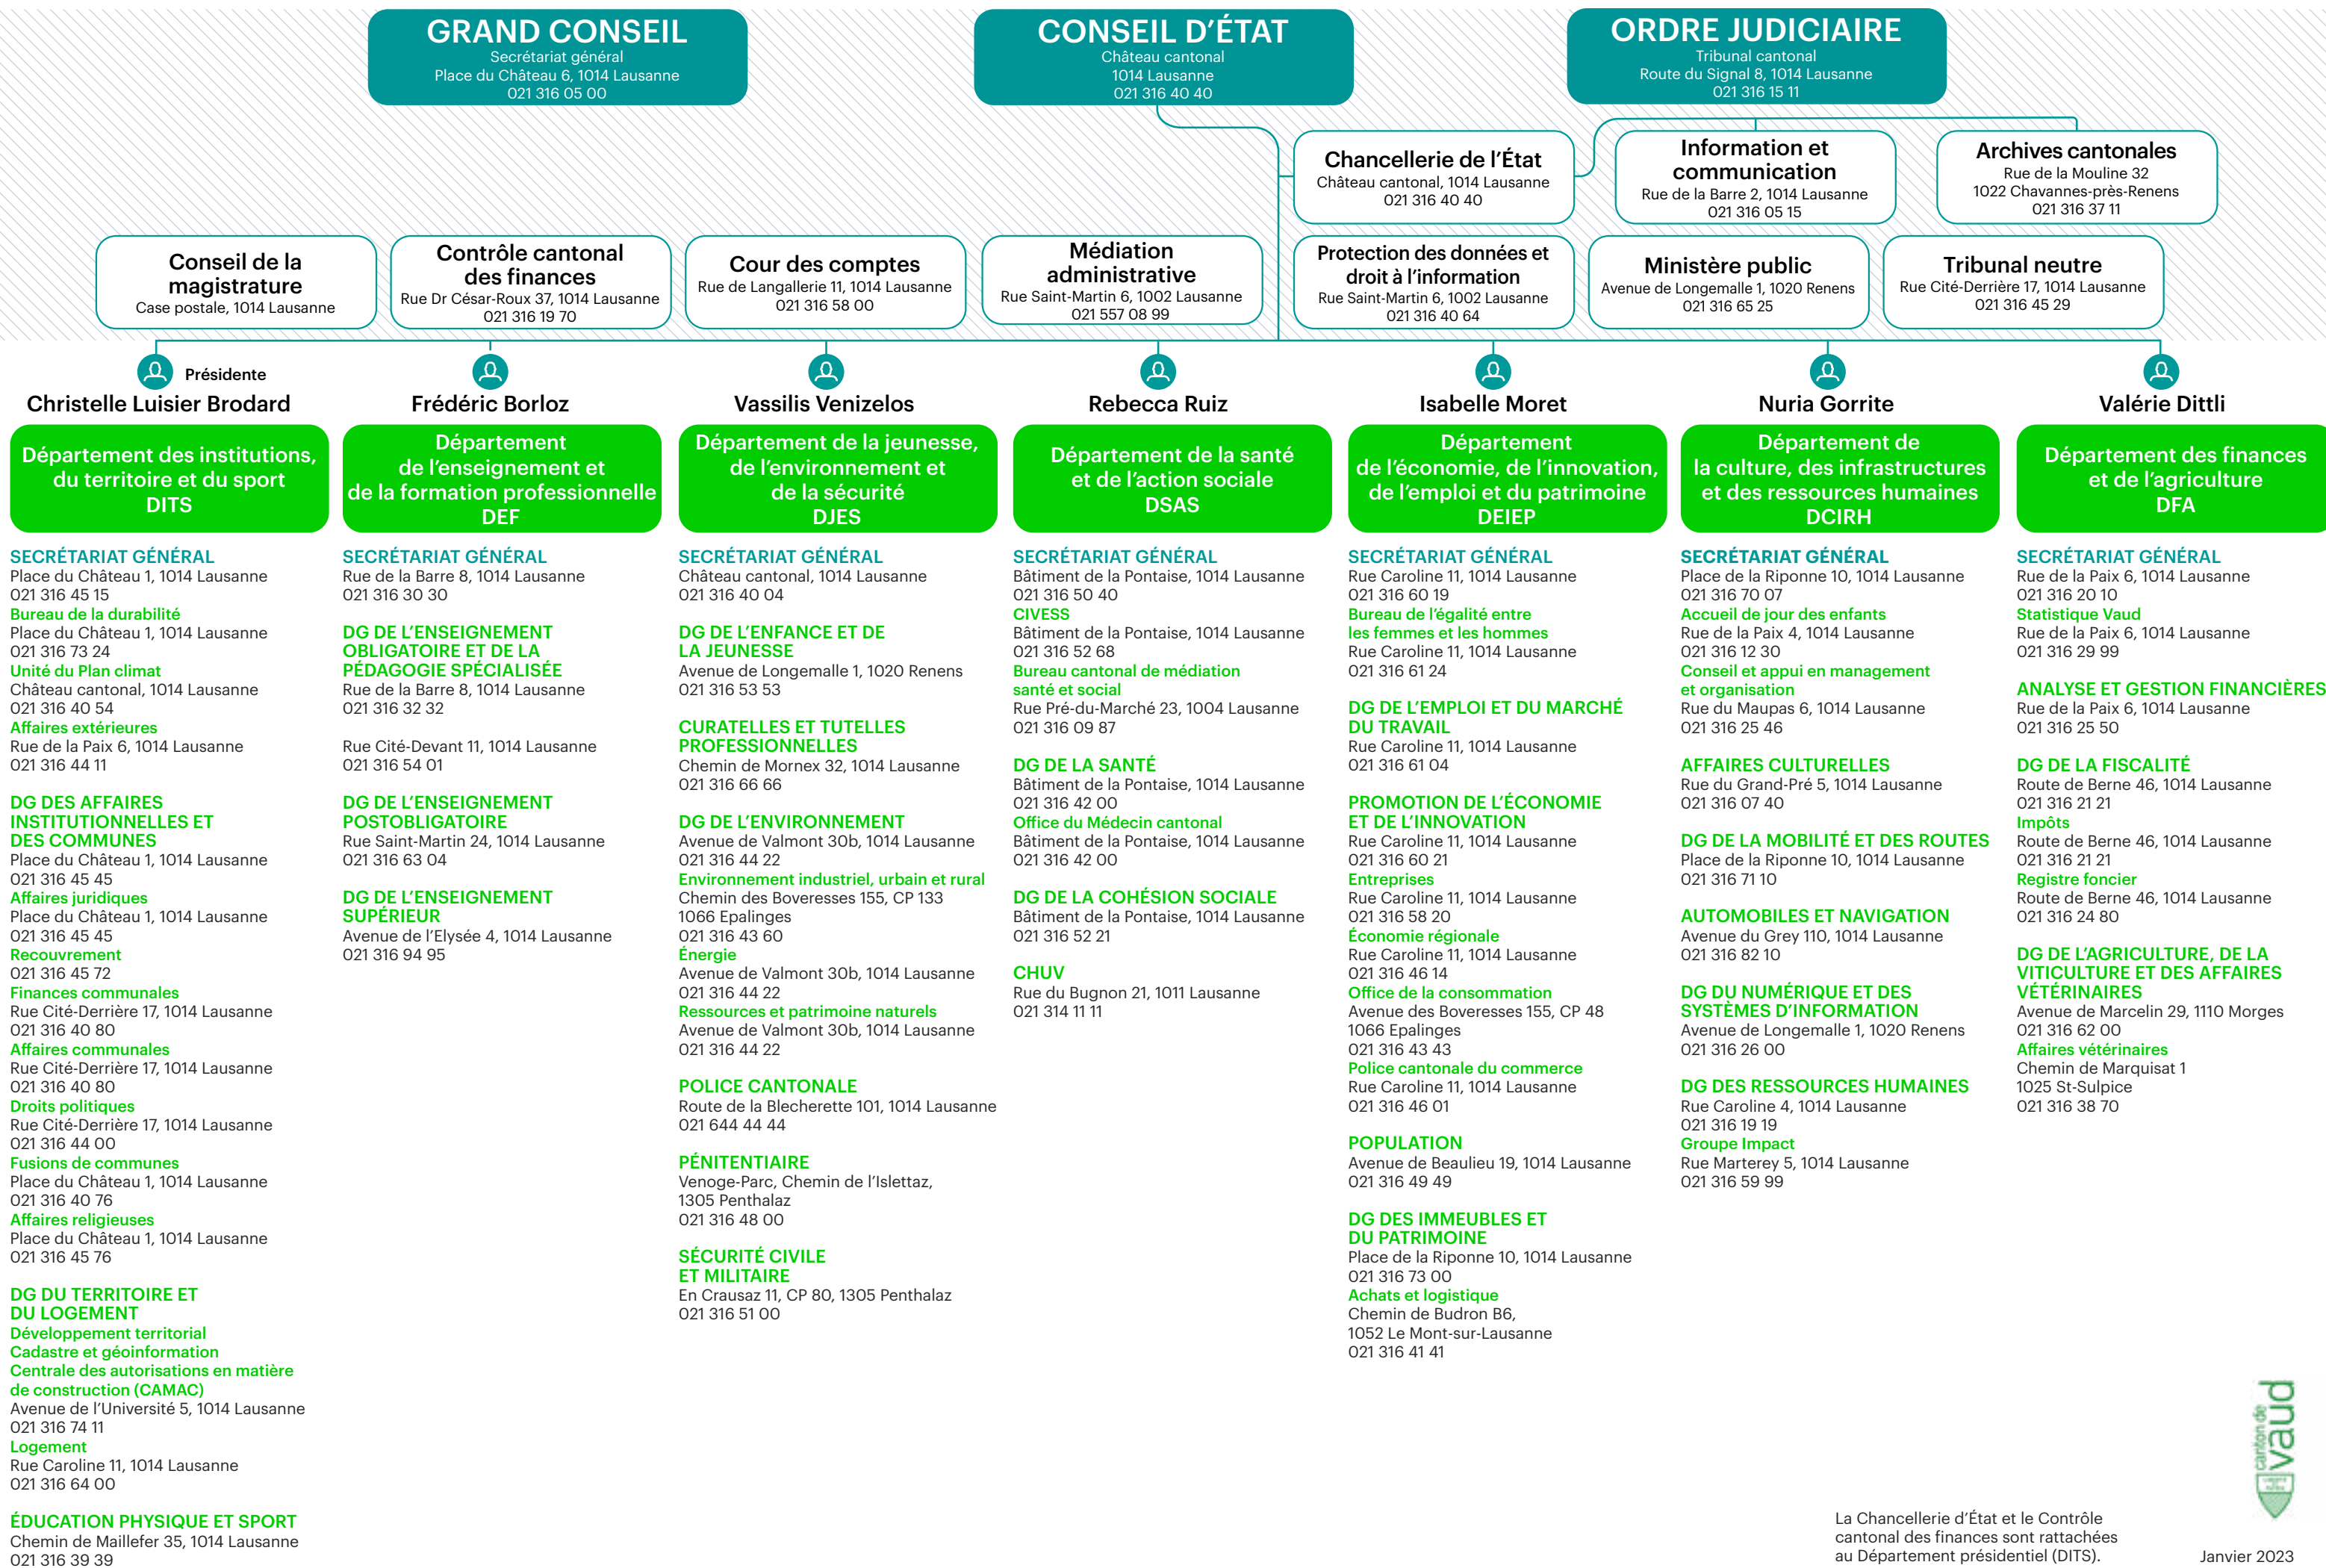 GRAND CONSEIL
Secrétariat général
Place du Château 6, 1014 Lausanne
021 316 05 00
CONSEIL D’ÉTAT
Château cantonal
1014 Lausanne
021 316 40 40
ORDRE JUDICIAIRE
Tribunal cantonal
Route du Signal 8, 1014 Lausanne
021 316 15 11
Chancellerie de l’État
Château cantonal, 1014 Lausanne
021 316 40 40
Information et
communication
Rue de la Barre 2, 1014 Lausanne
021 316 05 15
Archives cantonales
Rue de la Mouline 32
1022 Chavannes-près-Renens
021 316 37 11
Conseil de la
magistrature
Case postale, 1014 Lausanne
Contrôle cantonal
des finances
Rue Dr César-Roux 37, 1014 Lausanne
021 316 19 70
Cour des comptes
Rue de Langallerie 11, 1014 Lausanne
021 316 58 00
Médiation
administrative
Rue Saint-Martin 6, 1002 Lausanne
021 557 08 99
Protection des données et
droit à l’information
Rue Saint-Martin 6, 1002 Lausanne
021 316 40 64
Ministère public
Avenue de Longemalle 1, 1020 Renens
021 316 65 25
Tribunal neutre
Rue Cité-Derrière 17, 1014 Lausanne
021 316 45 29
Présidente
Christelle Luisier Brodard
Département des institutions,
du territoire et du sport
DITS
SECRÉTARIAT GÉNÉRAL
Place du Château 1, 1014 Lausanne
021 316 45 15
Bureau de la durabilité
Place du Château 1, 1014 Lausanne
021 316 73 24
Unité du Plan climat
Château cantonal, 1014 Lausanne
021 316 40 54
Affaires extérieures
Rue de la Paix 6, 1014 Lausanne
021 316 44 11
DG DES AFFAIRES
INSTITUTIONNELLES ET
DES COMMUNES
Place du Château 1, 1014 Lausanne
021 316 45 45
Affaires juridiques
Place du Château 1, 1014 Lausanne
021 316 45 45
Recouvrement
021 316 45 72
Finances communales
Rue Cité-Derrière 17, 1014 Lausanne
021 316 40 80
Affaires communales
Rue Cité-Derrière 17, 1014 Lausanne
021 316 40 80
Droits politiques
Rue Cité-Derrière 17, 1014 Lausanne
021 316 44 00
Fusions de communes
Place du Château 1, 1014 Lausanne
021 316 40 76
Affaires religieuses
Place du Château 1, 1014 Lausanne
021 316 45 76
DG DU TERRITOIRE ET
DU LOGEMENT
Développement territorial
Cadastre et géoinformation
Centrale des autorisations en matière
de construction (CAMAC)
Avenue de l’Université 5, 1014 Lausanne
021 316 74 11
Logement
Rue Caroline 11, 1014 Lausanne
021 316 64 00
ÉDUCATION PHYSIQUE ET SPORT
Chemin de Maillefer 35, 1014 Lausanne
021 316 39 39
Frédéric Borloz
Département
de l’enseignement et
de la formation professionnelle
DEF
SECRÉTARIAT GÉNÉRAL
Rue de la Barre 8, 1014 Lausanne
021 316 30 30
DG DE L’ENSEIGNEMENT
OBLIGATOIRE ET DE LA
PÉDAGOGIE SPÉCIALISÉE
Rue de la Barre 8, 1014 Lausanne
021 316 32 32
Rue Cité-Devant 11, 1014 Lausanne
021 316 54 01
DG DE L’ENSEIGNEMENT
POSTOBLIGATOIRE
Rue Saint-Martin 24, 1014 Lausanne
021 316 63 04
DG DE L’ENSEIGNEMENT
SUPÉRIEUR
Avenue de l’Elysée 4, 1014 Lausanne
021 316 94 95
Vassilis Venizelos
Département de la jeunesse,
de l’environnement et
de la sécurité
DJES
SECRÉTARIAT GÉNÉRAL
Château cantonal, 1014 Lausanne
021 316 40 04
DG DE L’ENFANCE ET DE
LA JEUNESSE
Avenue de Longemalle 1, 1020 Renens
021 316 53 53
CURATELLES ET TUTELLES
PROFESSIONNELLES
Chemin de Mornex 32, 1014 Lausanne
021 316 66 66
DG DE L’ENVIRONNEMENT
Avenue de Valmont 30b, 1014 Lausanne
021 316 44 22
Environnement industriel, urbain et rural
Chemin des Boveresses 155, CP 133
1066 Epalinges
021 316 43 60
Énergie
Avenue de Valmont 30b, 1014 Lausanne
021 316 44 22
Ressources et patrimoine naturels
Avenue de Valmont 30b, 1014 Lausanne
021 316 44 22
POLICE CANTONALE
Route de la Blecherette 101, 1014 Lausanne
021 644 44 44
PÉNITENTIAIRE
Venoge-Parc, Chemin de l’Islettaz,
1305 Penthalaz
021 316 48 00
SÉCURITÉ CIVILE
ET MILITAIRE
En Crausaz 11, CP 80, 1305 Penthalaz
021 316 51 00
Rebecca Ruiz
Département de la santé
et de l’action sociale
DSAS
SECRÉTARIAT GÉNÉRAL
Bâtiment de la Pontaise, 1014 Lausanne
021 316 50 40
CIVESS
Bâtiment de la Pontaise, 1014 Lausanne
021 316 52 68
Bureau cantonal de médiation
santé et social
Rue Pré-du-Marché 23, 1004 Lausanne
021 316 09 87
DG DE LA SANTÉ
Bâtiment de la Pontaise, 1014 Lausanne
021 316 42 00
Office du Médecin cantonal
Bâtiment de la Pontaise, 1014 Lausanne
021 316 42 00
DG DE LA COHÉSION SOCIALE
Bâtiment de la Pontaise, 1014 Lausanne
021 316 52 21
CHUV
Rue du Bugnon 21, 1011 Lausanne
021 314 11 11
Isabelle Moret
Département
de l’économie, de l’innovation,
de l’emploi et du patrimoine
DEIEP
SECRÉTARIAT GÉNÉRAL
Rue Caroline 11, 1014 Lausanne
021 316 60 19
Bureau de l’égalité entre
les femmes et les hommes
Rue Caroline 11, 1014 Lausanne
021 316 61 24
DG DE L’EMPLOI ET DU MARCHÉ
DU TRAVAIL
Rue Caroline 11, 1014 Lausanne
021 316 61 04
PROMOTION DE L’ÉCONOMIE
ET DE L’INNOVATION
Rue Caroline 11, 1014 Lausanne
021 316 60 21
Entreprises
Rue Caroline 11, 1014 Lausanne
021 316 58 20
Économie régionale
Rue Caroline 11, 1014 Lausanne
021 316 46 14
Office de la consommation
Avenue des Boveresses 155, CP 48
1066 Epalinges
021 316 43 43
Police cantonale du commerce
Rue Caroline 11, 1014 Lausanne
021 316 46 01
POPULATION
Avenue de Beaulieu 19, 1014 Lausanne
021 316 49 49
DG DES IMMEUBLES ET
DU PATRIMOINE
Place de la Riponne 10, 1014 Lausanne
021 316 73 00
Achats et logistique
Chemin de Budron B6,
1052 Le Mont-sur-Lausanne
021 316 41 41
Nuria Gorrite
Département de
la culture, des infrastructures
et des ressources humaines
DCIRH
SECRÉTARIAT GÉNÉRAL
Place de la Riponne 10, 1014 Lausanne
021 316 70 07
Accueil de jour des enfants
Rue de la Paix 4, 1014 Lausanne
021 316 12 30
Conseil et appui en management
et organisation
Rue du Maupas 6, 1014 Lausanne
021 316 25 46
AFFAIRES CULTURELLES
Rue du Grand-Pré 5, 1014 Lausanne
021 316 07 40
DG DE LA MOBILITÉ ET DES ROUTES
Place de la Riponne 10, 1014 Lausanne
021 316 71 10
AUTOMOBILES ET NAVIGATION
Avenue du Grey 110, 1014 Lausanne
021 316 82 10
DG DU NUMÉRIQUE ET DES
SYSTÈMES D’INFORMATION
Avenue de Longemalle 1, 1020 Renens
021 316 26 00
DG DES RESSOURCES HUMAINES
Rue Caroline 4, 1014 Lausanne
021 316 19 19
Groupe Impact
Rue Marterey 5, 1014 Lausanne
021 316 59 99
Valérie Dittli
Département des finances
et de l’agriculture
DFA
SECRÉTARIAT GÉNÉRAL
Rue de la Paix 6, 1014 Lausanne
021 316 20 10
Statistique Vaud
Rue de la Paix 6, 1014 Lausanne
021 316 29 99
ANALYSE ET GESTION FINANCIÈRES
Rue de la Paix 6, 1014 Lausanne
021 316 25 50
DG DE LA FISCALITÉ
Route de Berne 46, 1014 Lausanne
021 316 21 21
Impôts
Route de Berne 46, 1014 Lausanne
021 316 21 21
Registre foncier
Route de Berne 46, 1014 Lausanne
021 316 24 80
DG DE L’AGRICULTURE, DE LA
VITICULTURE ET DES AFFAIRES
VÉTÉRINAIRES
Avenue de Marcelin 29, 1110 Morges
021 316 62 00
Affaires vétérinaires
Chemin de Marquisat 1
1025 St-Sulpice
021 316 38 70
canton de
vaud
La Chancellerie d’État et le Contrôle
cantonal des finances sont rattachées
au Département présidentiel (DITS).
Janvier 2023